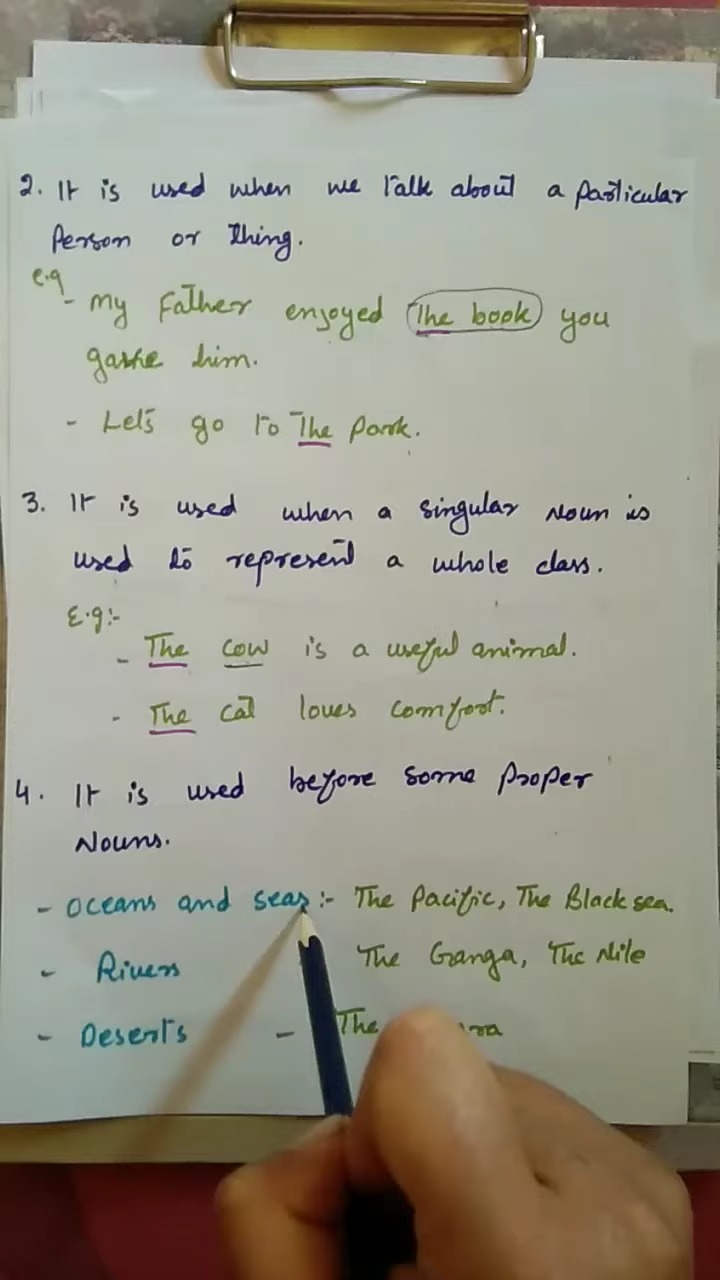 2. It is used when we talk about a particular
Person or thing.
e.g
- my Father enjoyed the book you
gave him.
- Let's go to The Park.
3. It is used when a singular Noun is
used to represent a whole class.
E.g:-
- The cow is a useful animal.
- The cat loves comfort.
4. It is used before some Proper
Nouns.
- Oceans and seas :- The Pacific, The Black sea.
- Rivers The Ganga, The Nile
- Deserts - The